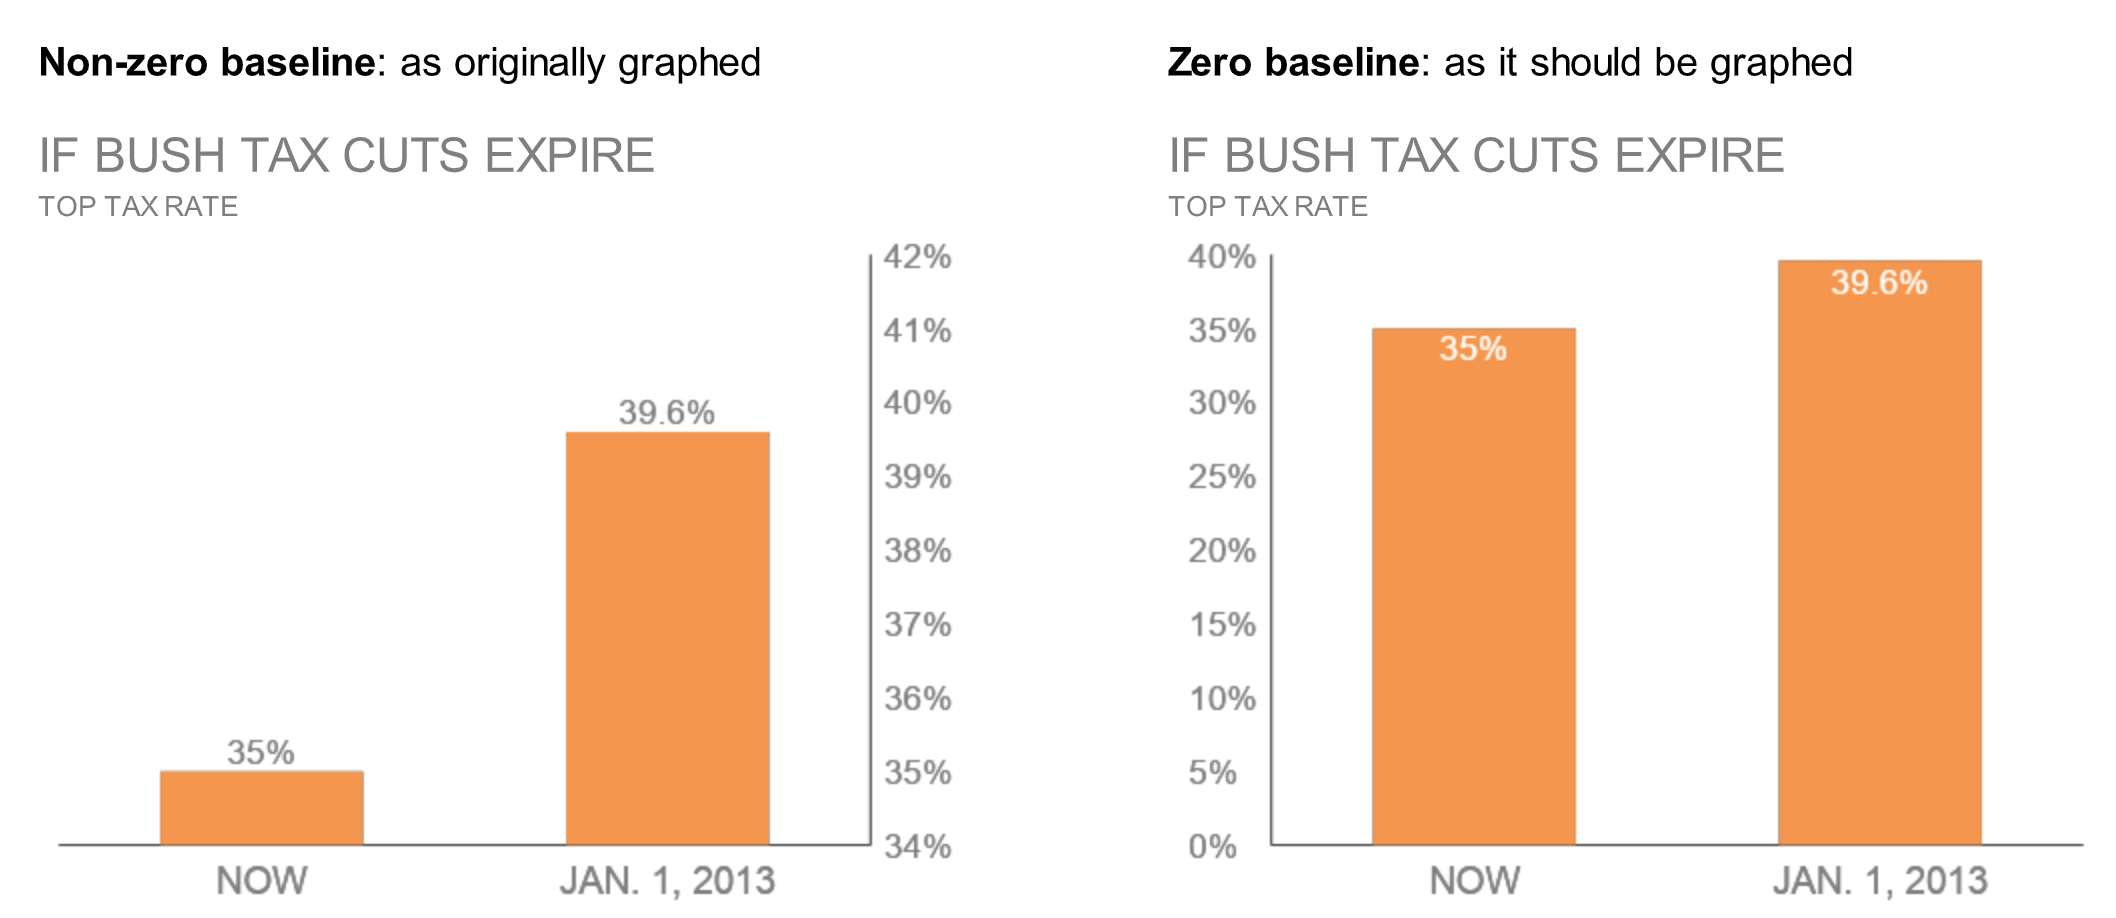 Non-zero baseline: as originally graphed
IF BUSH TAX CUTS EXPIRE
TOP TAX RATE
42%
41%
40%
39%
38%
37%
36%
35%
34%
39.6%
35%
NOW
JAN. 1, 2013
Zero baseline: as it should be graphed
IF BUSH TAX CUTS EXPIRE
TOP TAX RATE
40%
35%
30%
25%
20%
15%
10%
5%
0%
35%
39.6%
NOW
JAN. 1, 2013